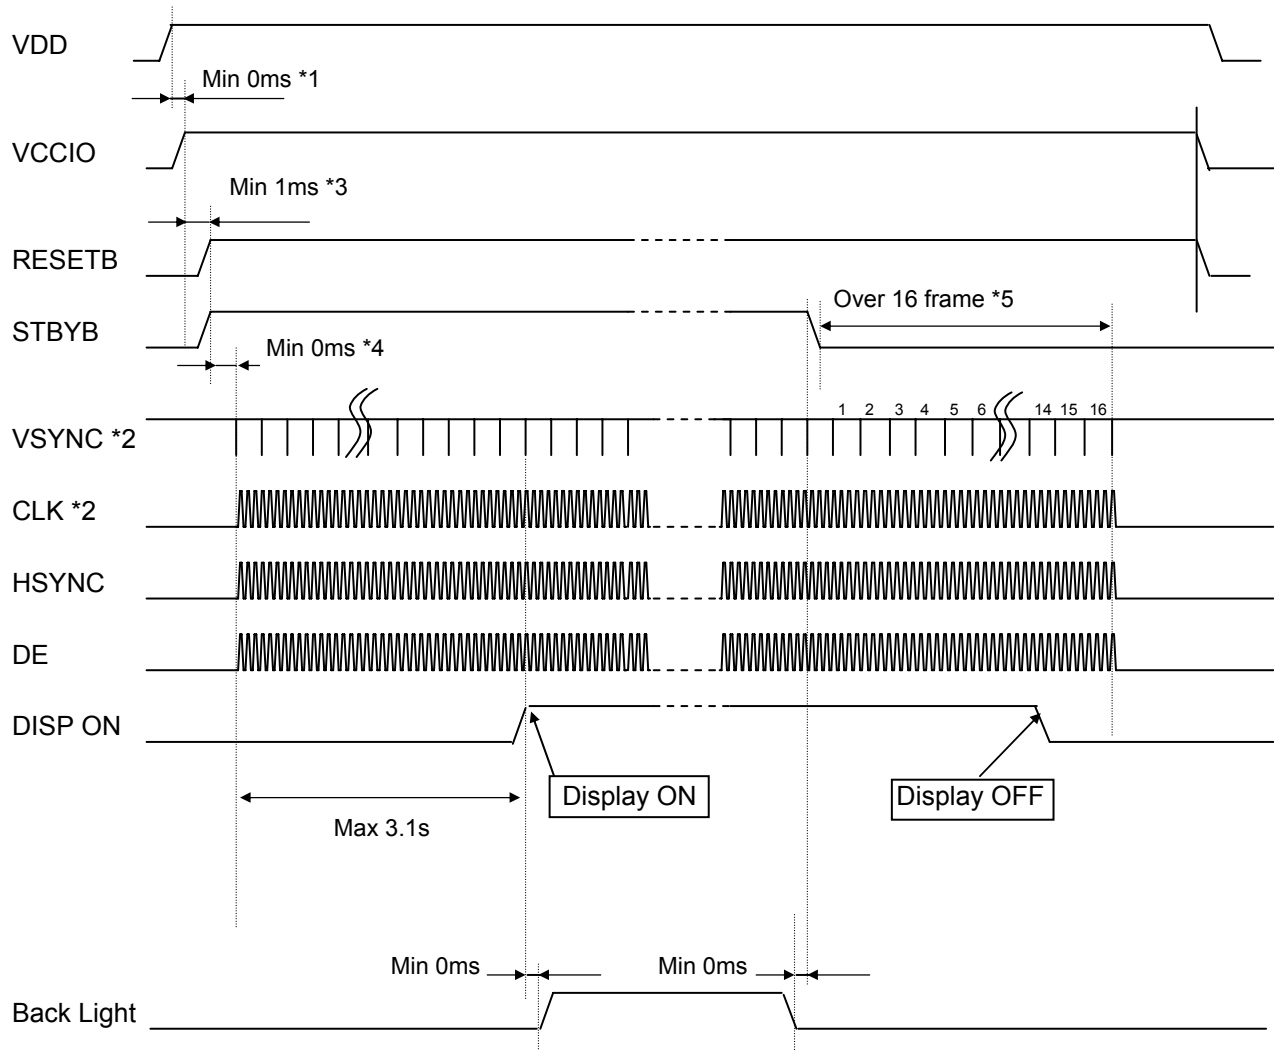 VDD
Min 0ms *1
VCCIO
Min 1ms *3
RESETB
Over 16 frame *5
STBYB
Min 0ms *4
1 2 3 4 5 6 14 15 16
VSYNC *2
CLK *2
HSYNC
DE
DISP ON
Display ON
Display OFF
Max 3.1s
Min 0ms
Min 0ms
Back Light